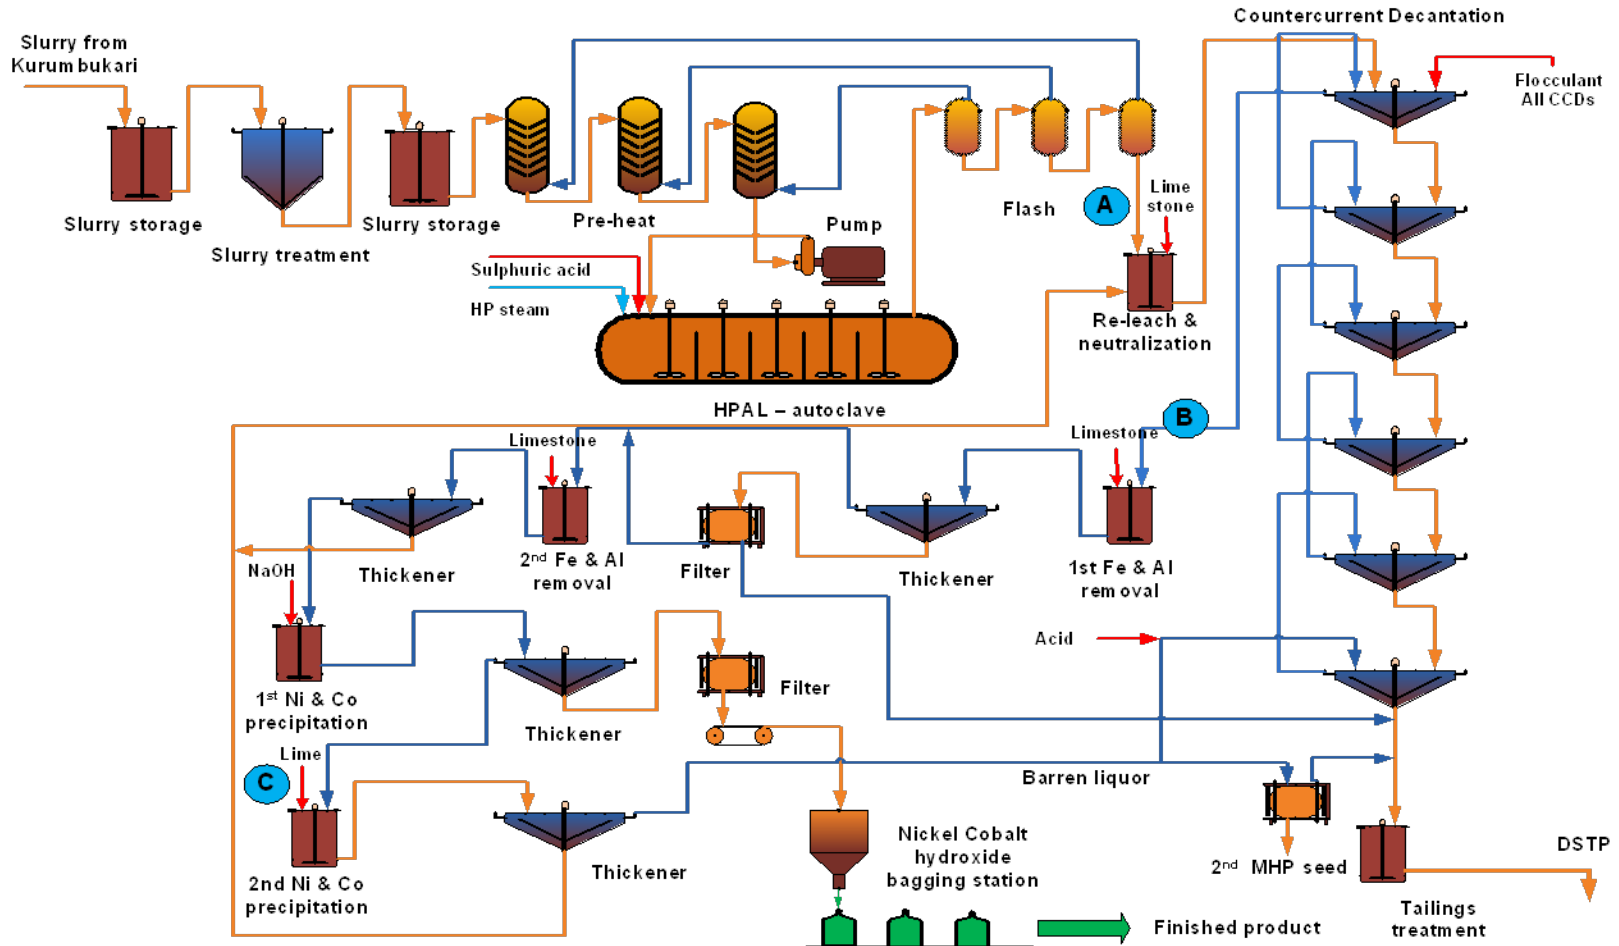 Countercurrent Decantation
Slurry from
Kurumbukari
Flocculant
All CCDs
Slurry storage
Slurry treatment
Slurry storage
Pre-heat
Pump
Flash
A
Lime
stone
Sulphuric acid
HP steam
Re-leach &
neutralization
HPAL – autoclave
B
Limestone
Limestone
NaOH
Thickener
2nd Fe & Al
removal
Filter
Thickener
1st Fe & Al
removal
Acid
1st Ni & Co
precipitation
Thickener
Filter
Lime
C
Barren liquor
2nd Ni & Co
precipitation
Thickener
Nickel Cobalt
hydroxide
bagging station
2nd MHP seed
DSTP
Tailings
treatment
Finished product